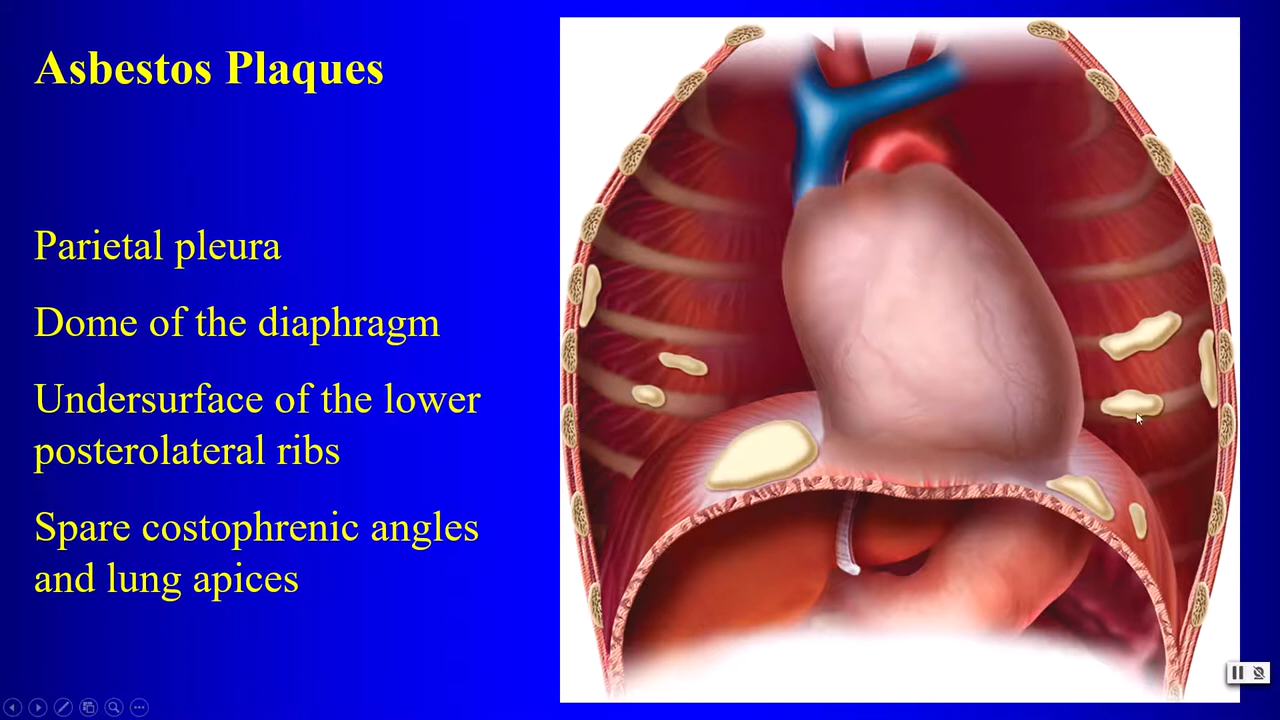 Asbestos Plaques
Parietal pleura
Dome of the diaphragm
Undersurface of the lower
posterolateral ribs
Spare costophrenic angles
and lung apices